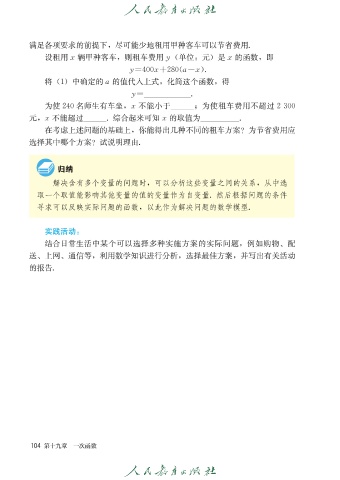 人民教育出版社
满足各项要求的前提下，尽可能少地租用甲种客车可以节省费用.
设租用 x 辆甲种客车，则租车费用 y（单位：元）是 x 的函数，即
y=400x+280(a-x).
将（1）中确定的 a 的值代入上式，化简这个函数，得
y=__________.
为使 240 名师生有车坐，x 不能小于_____；为使租车费用不超过 2 300
元，x 不能超过_____. 综合起来可知 x 的取值为________.
在考虑上述问题的基础上，你能得出几种不同的租车方案？为节省费用应
选择其中哪个方案？试说明理由.
归纳
解决含有多个变量的问题时，可以分析这些变量之间的关系，从中选
取一个取值能影响其他变量的值的变量作为自变量. 然后根据问题的条件
寻求可以反映实际问题的函数，以此作为解决问题的数学模型.
实践活动：
结合日常生活中某个可以选择多种实施方案的实际问题，例如购物、配
送、上网、通信等，利用数学知识进行分析，选择最佳方案，并写出有关活动
的报告.
104 第十九章 一次函数
人民教育出版社